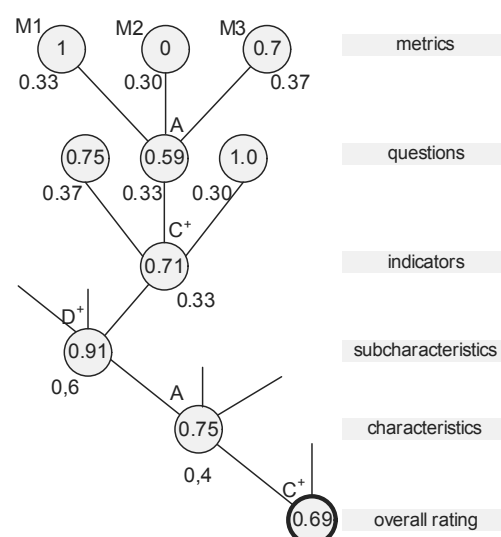 M1 M2 M3
1 0 0.7 metrics
0.33 0.30 0.37
A
0.75 0.59 1.0 questions
0.37 0.33 0.30
C+
0.71 indicators
0.33
D+
0.91 subcharacteristics
0,6 A
0.75 characteristics
0,4 C+
0.69 overall rating